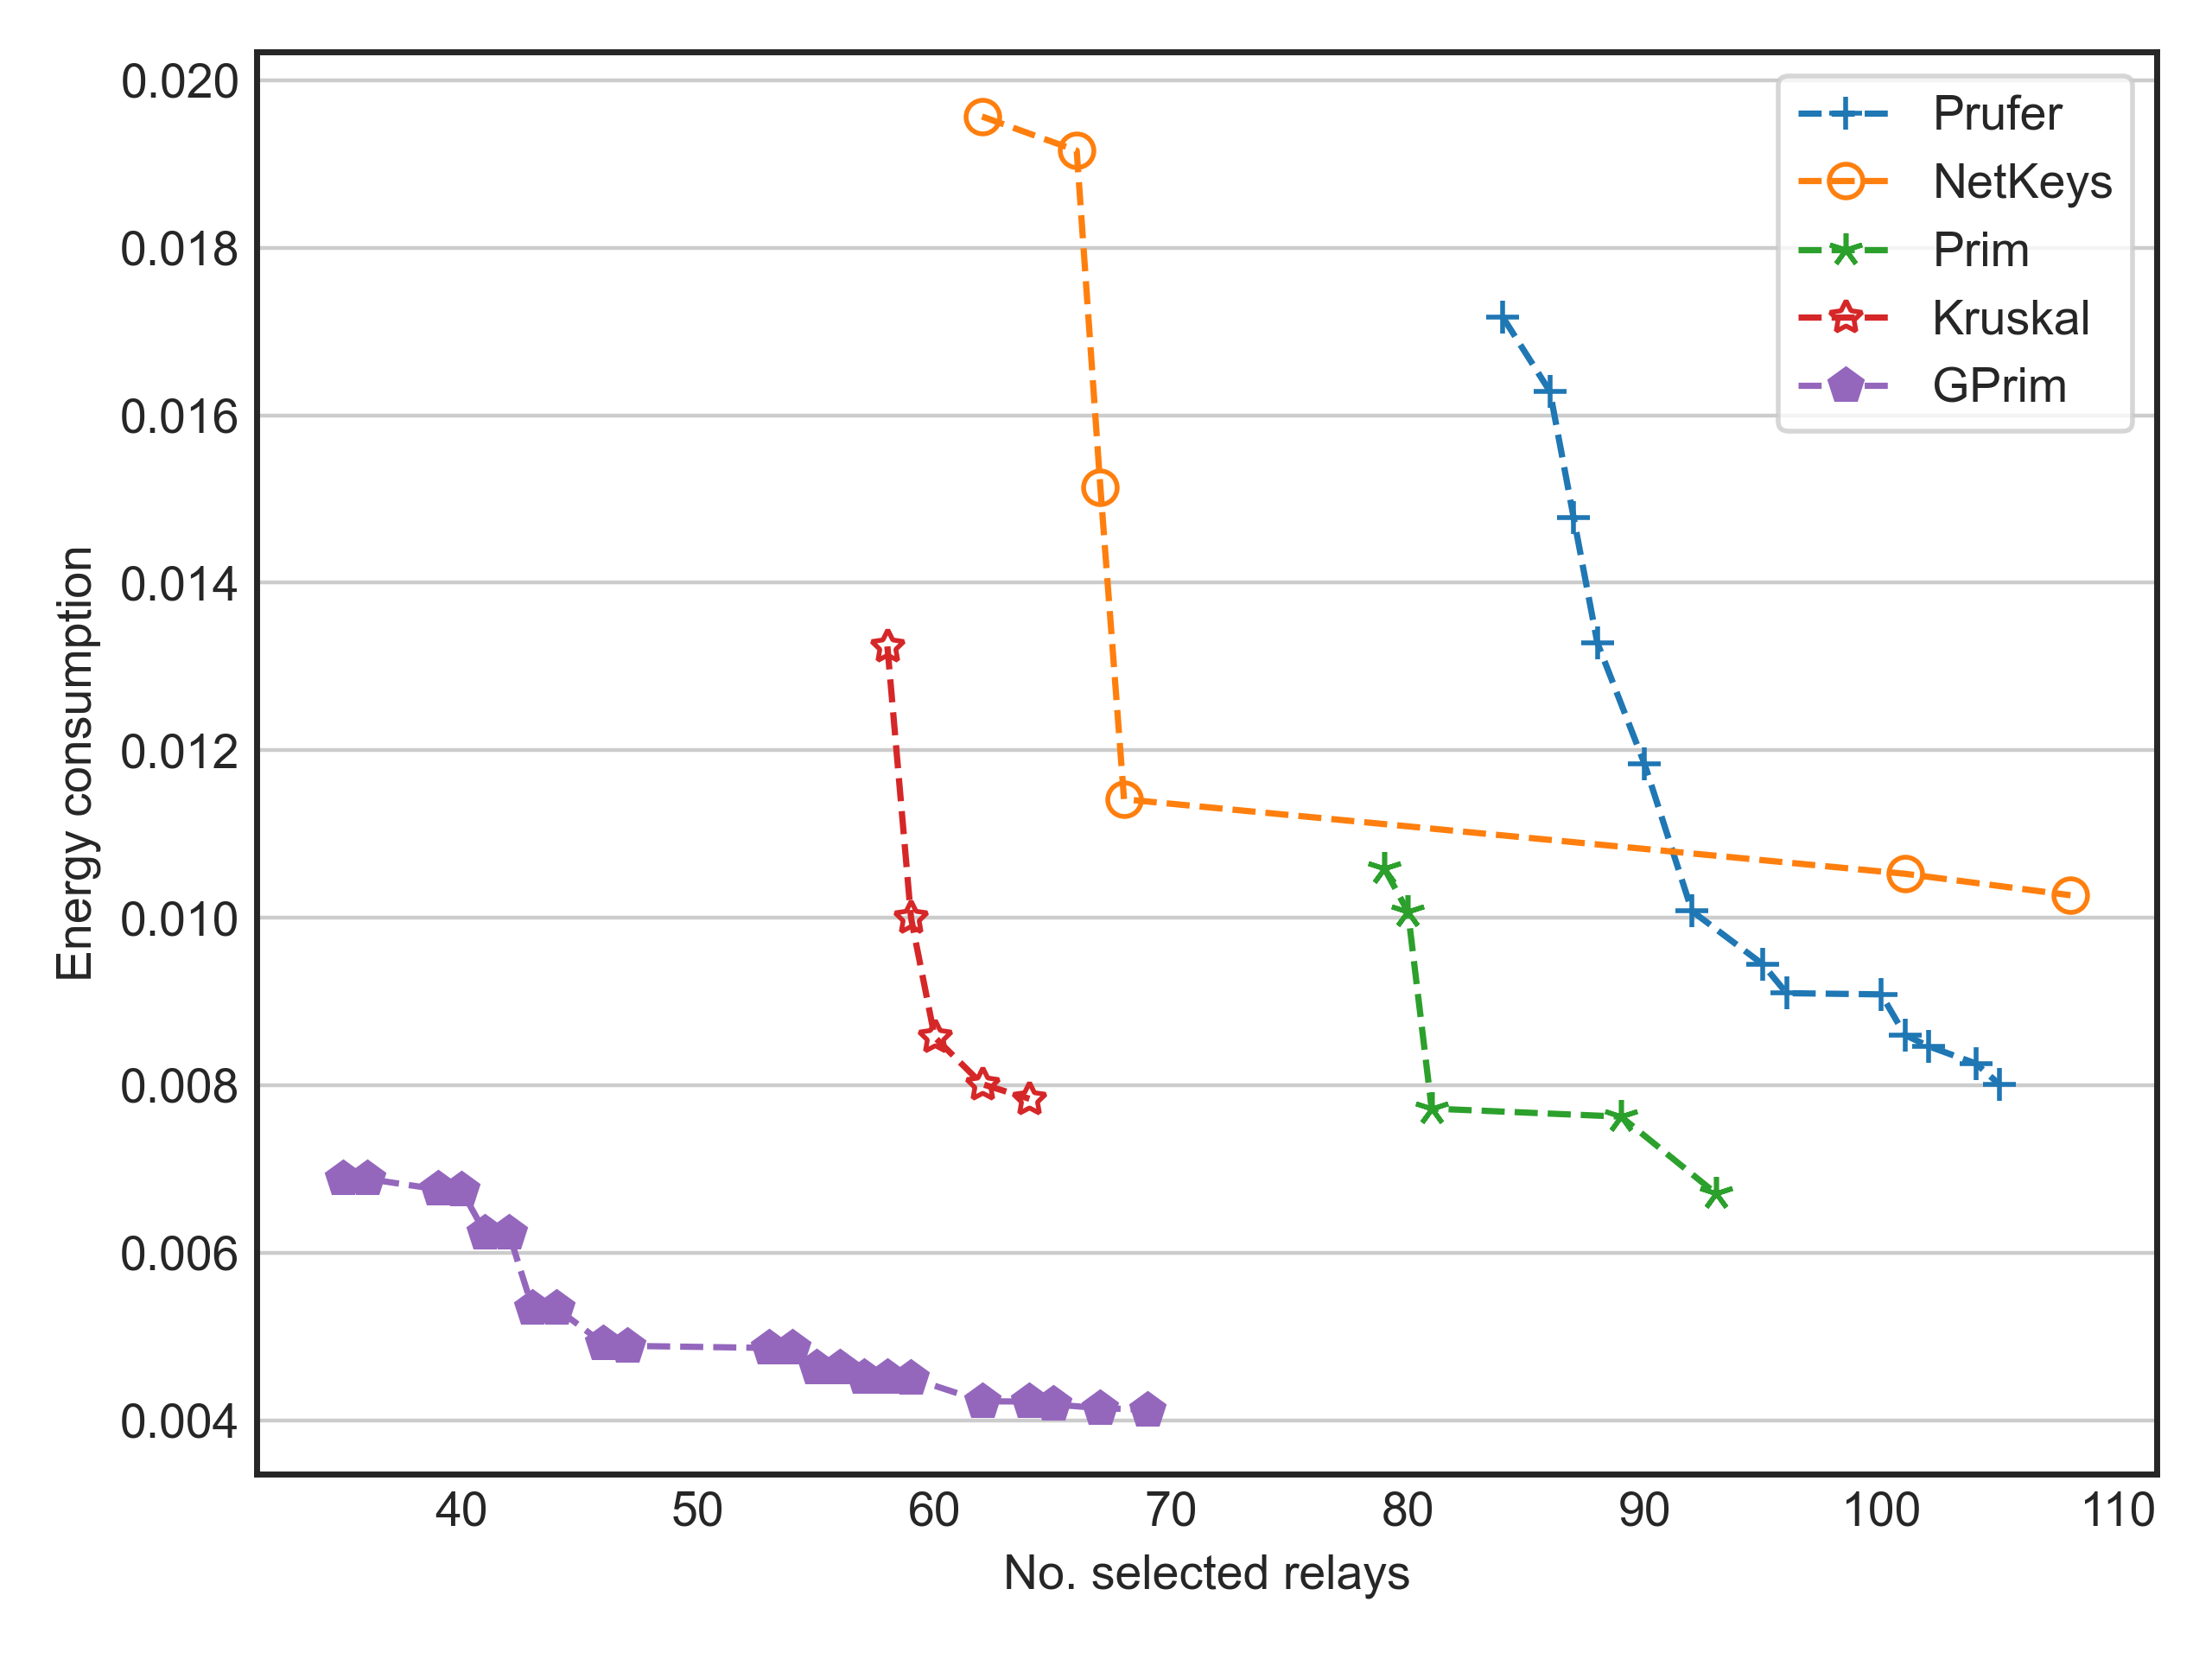 0.020
0.018
0.016
0.014
0.012
0.010
0.008
0.006
0.004
Energy consumption
Prufer
NetKeys
Prim
Kruskal
GPrim
40 50 60 70 80 90 100 110
No. selected relays